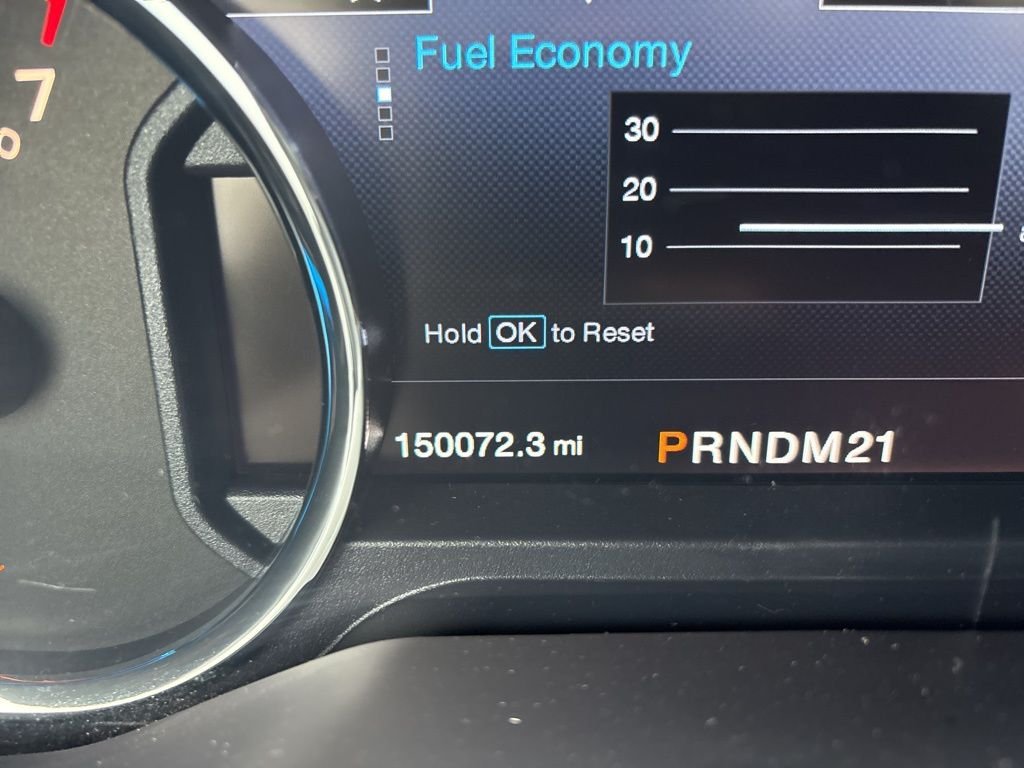 7
Fuel Economy
30
20
10
Hold OK to Reset
150072.3 mi
PRNDM21